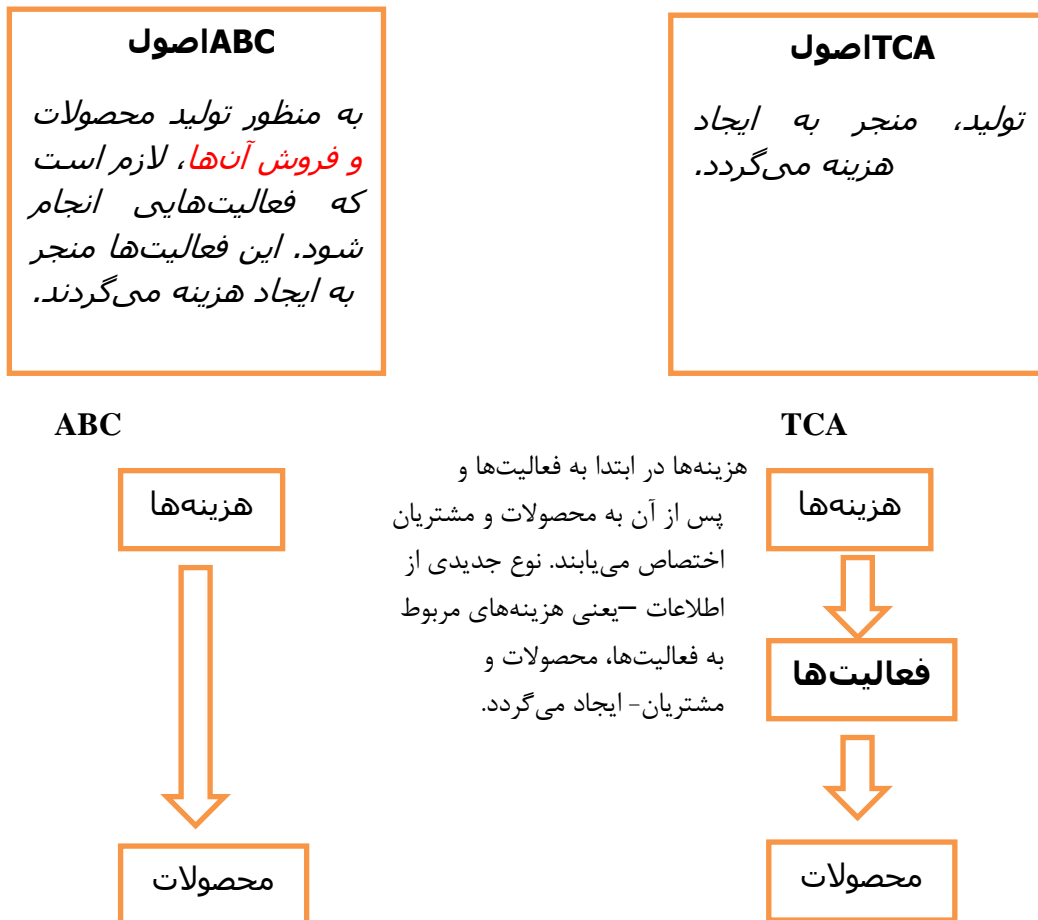 اصولABC
به منظور تولید محصولات
و فروش آن‌ها، لازم است
که فعالیت‌هایی انجام
شود. این فعالیت‌ها منجر
به ایجاد هزینه می‌گردند.
اصولTCA
تولید، منجر به ایجاد
هزینه می‌گردد.
ABC
هزینه‌ها
محصولات
هزینه‌ها در ابتدا به فعالیت‌ها و
پس از آن به محصولات و مشتریان
اختصاص می‌یابند. نوع جدیدی از
اطلاعات –یعنی هزینه‌های مربوط
به فعالیت‌ها، محصولات و
مشتریان- ایجاد می‌گردد.
TCA
هزینه‌ها
فعالیت‌ها
محصولات